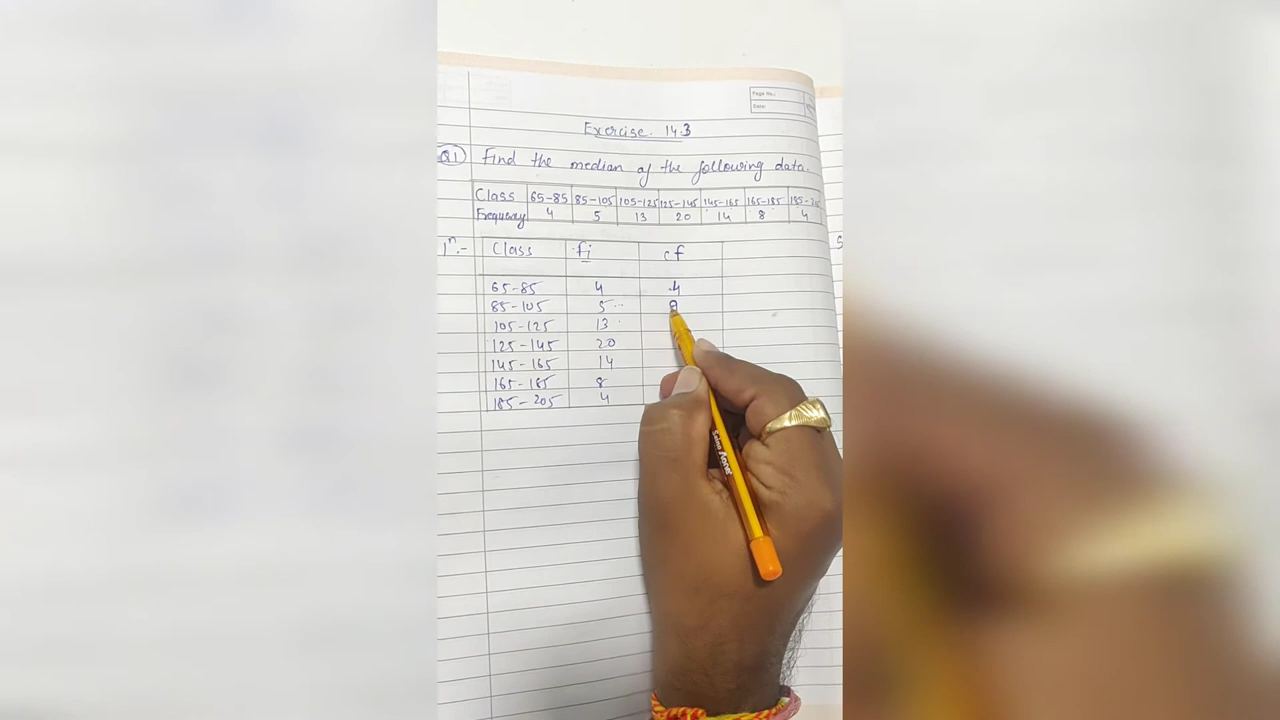 Page No.:
Date:
Exercise. 14.3
Q1 Find the median of the following data.
Class 65-85 85-105 105-125 125-145 145-165 165-185
Frequency 4 5 13 20 14 8 4
Class fi cf
65-85 4 4
85-105 5
105-125 13
125-145 20
145-165 14
165-185 8
185-205 4